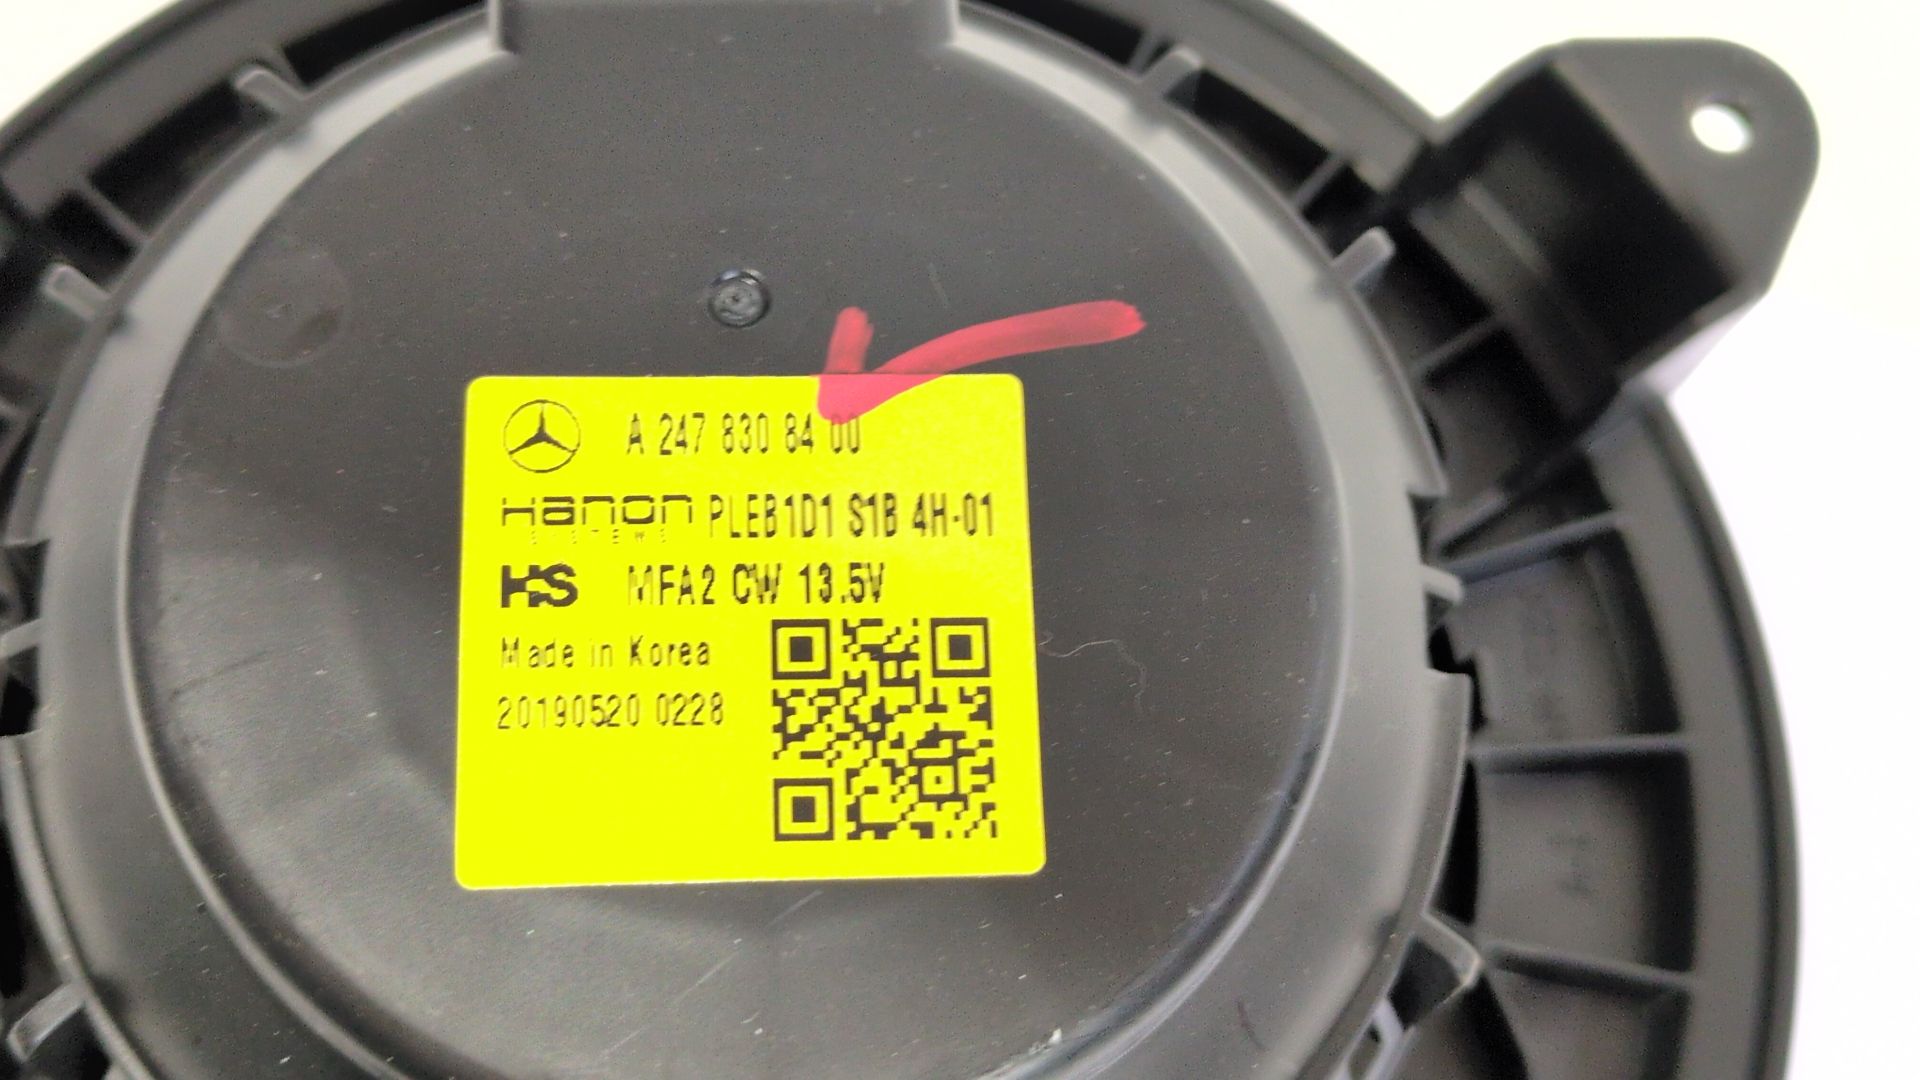 A 247 830 84 00
Hanon PLEB1D1 S1B 4H-01
SYSTEMS
HS MFA2 CW 13.5V
Made in Korea
20190520 0228